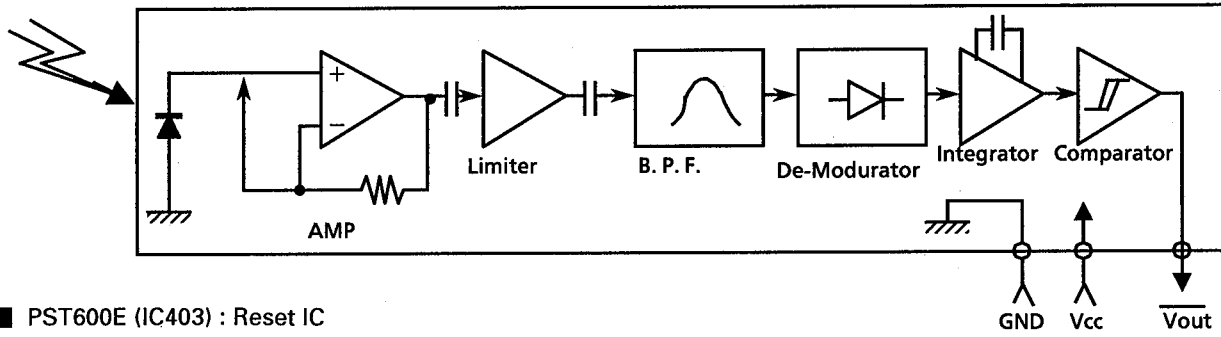 +
−
AMP
Limiter
B. P. F.
De-Modurator
Integrator
Comparator
GND
Vcc
Vout
■ PST600E (IC403) : Reset IC